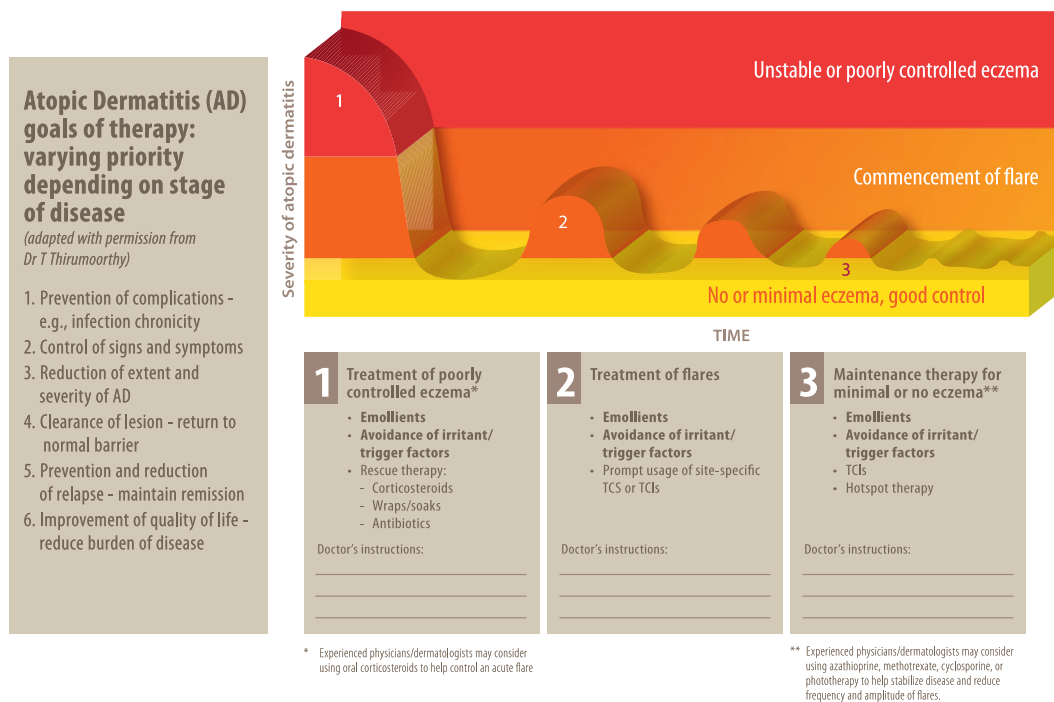 Atopic Dermatitis (AD)
goals of therapy:
varying priority
depending on stage
of disease
(adapted with permission from
Dr T Thirumoorthy)
1. Prevention of complications -
e.g., infection chronicity
2. Control of signs and symptoms
3. Reduction of extent and
severity of AD
4. Clearance of lesion - return to
normal barrier
5. Prevention and reduction
of relapse - maintain remission
6. Improvement of quality of life -
reduce burden of disease
Severity of atopic dermatitis
Unstable or poorly controlled eczema
1
Commencement of flare
2
3
No or minimal eczema, good control
TIME
1 Treatment of poorly
controlled eczema*
• Emollients
• Avoidance of irritant/
trigger factors
• Rescue therapy:
- Corticosteroids
- Wraps/soaks
- Antibiotics
Doctor's instructions:
* Experienced physicians/dermatologists may consider
using oral corticosteroids to help control an acute flare
2 Treatment of flares
• Emollients
• Avoidance of irritant/
trigger factors
• Prompt usage of site-specific
TCS or TCIs
Doctor's instructions:
3 Maintenance therapy for
minimal or no eczema**
• Emollients
• Avoidance of irritant/
trigger factors
• TCIs
• Hotspot therapy
Doctor's instructions:
** Experienced physicians/dermatologists may consider
using azathioprine, methotrexate, cyclosporine, or
phototherapy to help stabilize disease and reduce
frequency and amplitude of flares.